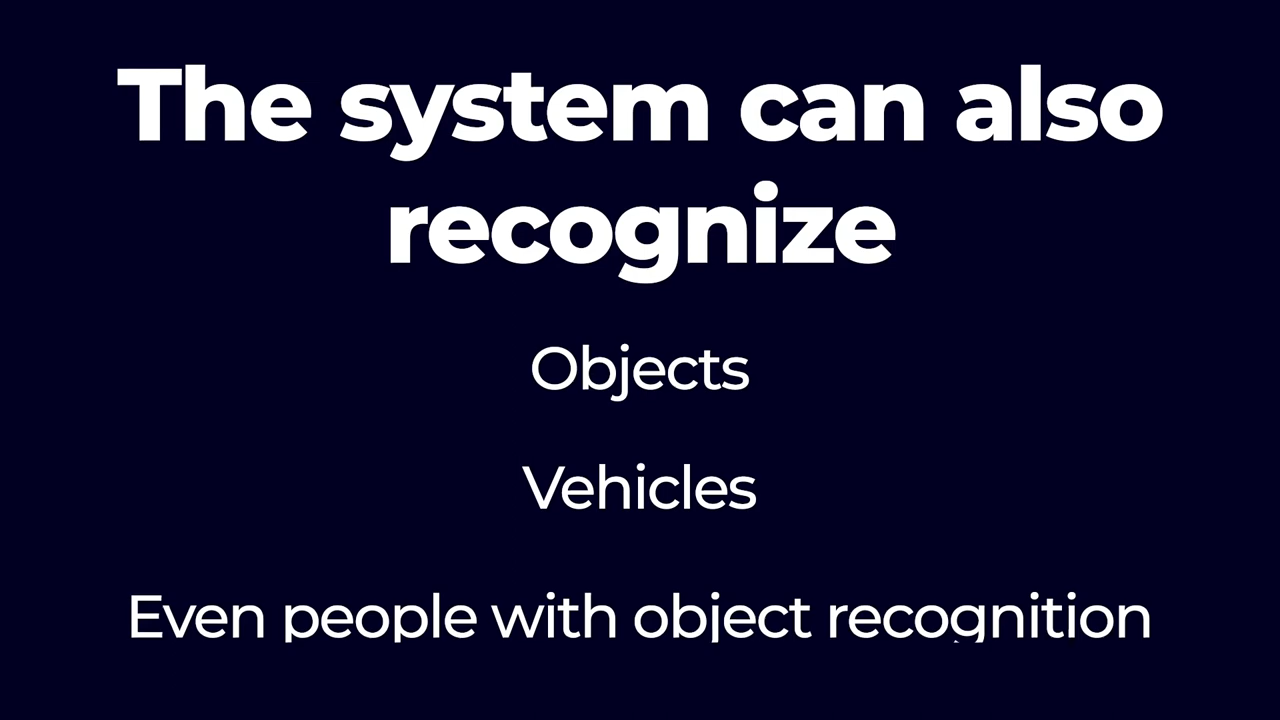 The system can also
recognize
Objects
Vehicles
Even people with object recognition